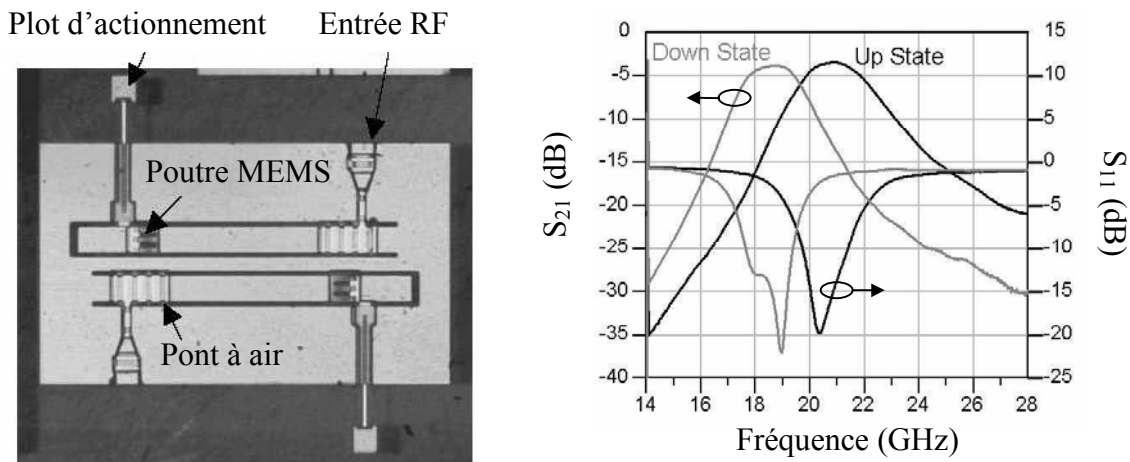 Plot d'actionnement
Entrée RF
Poutre MEMS
Pont à air
Down State
Up State
S21 (dB)
0
-5
-10
-15
-20
-25
-30
-35
-40
S11 (dB)
15
10
5
0
-5
-10
-15
-20
-25
14 16 18 20 22 24 26 28
Fréquence (GHz)